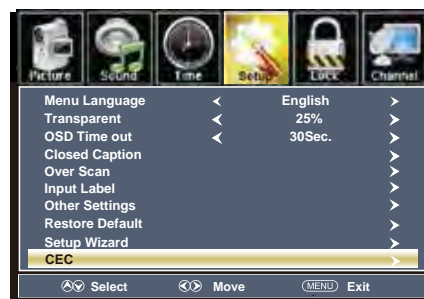 Picture Sound Time Setup Lock Channel
Menu Language English
Transparent 25%
OSD Time out 30Sec.
Closed Caption
Over Scan
Input Label
Other Settings
Restore Default
Setup Wizard
CEC
Select Move MENU Exit